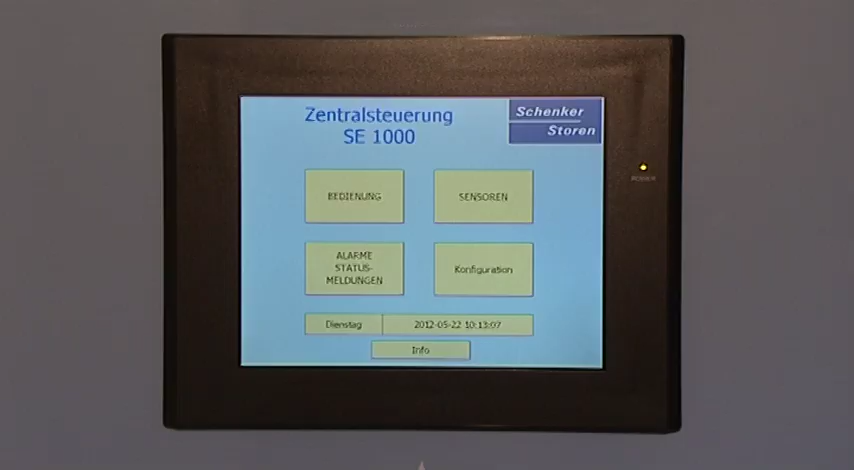 Zentralsteuerung
SE 1000
Schenker
Storen
BEDIENUNG
SENSOREN
ALARME
STATUS-
MELDUNGEN
Konfiguration
Dienstag
2012-05-22 10:13:07
Info
POWER